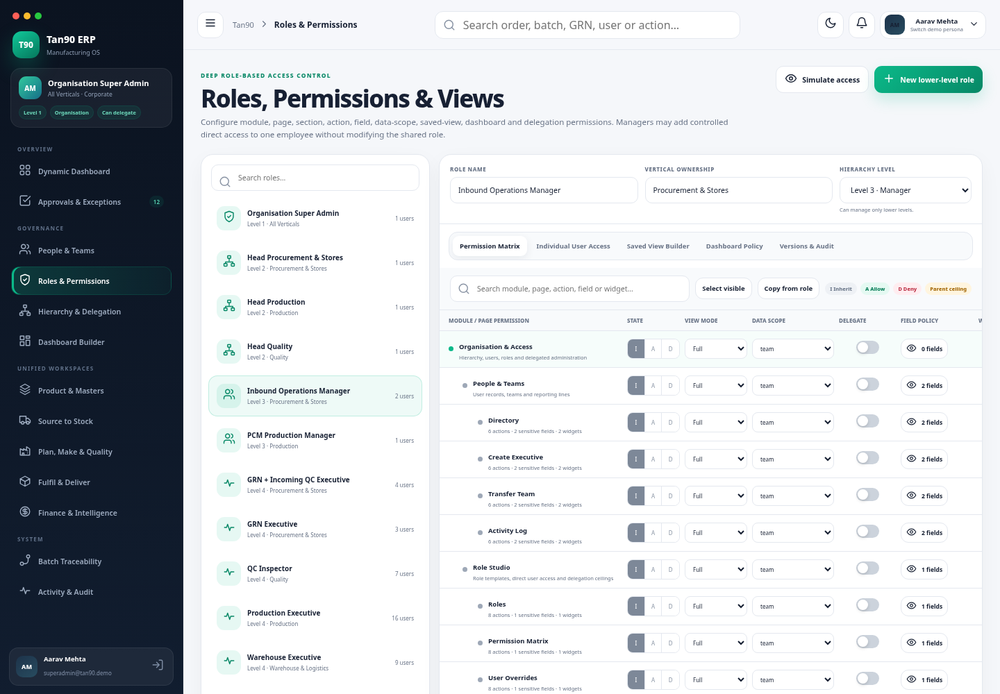 T90
Tan90 ERP
Manufacturing OS
AM
Organisation Super Admin
All Verticals · Corporate
Level 1
Organisation
Can delegate
OVERVIEW
Dynamic Dashboard
Approvals & Exceptions
12
GOVERNANCE
People & Teams
Roles & Permissions
Hierarchy & Delegation
Dashboard Builder
UNIFIED WORKSPACES
Product & Masters
Source to Stock
Plan, Make & Quality
Fulfil & Deliver
Finance & Intelligence
SYSTEM
Batch Traceability
Activity & Audit
AM
Aarav Mehta
superadmin@tan90.demo
Tan90
Roles & Permissions
Search order, batch, GRN, user or action...
AM
Aarav Mehta
Switch demo persona
DEEP ROLE-BASED ACCESS CONTROL
Roles, Permissions & Views
Configure module, page, section, action, field, data-scope, saved-view, dashboard and delegation permissions. Managers may add controlled
direct access to one employee without modifying the shared role.
Simulate access
New lower-level role
Search roles...
Organisation Super Admin
Level 1 · All Verticals
1 users
Head Procurement & Stores
Level 2 · Procurement & Stores
1 users
Head Production
Level 2 · Production
1 users
Head Quality
Level 2 · Quality
1 users
Inbound Operations Manager
Level 3 · Procurement & Stores
2 users
PCM Production Manager
Level 3 · Production
1 users
GRN + Incoming QC Executive
Level 4 · Procurement & Stores
4 users
GRN Executive
Level 4 · Procurement & Stores
3 users
QC Inspector
Level 4 · Quality
7 users
Production Executive
Level 4 · Production
16 users
Warehouse Executive
Level 4 · Warehouse & Logistics
9 users
ROLE NAME
Inbound Operations Manager
VERTICAL OWNERSHIP
Procurement & Stores
HIERARCHY LEVEL
Level 3 · Manager
Can manage only lower levels.
Permission Matrix
Individual User Access
Saved View Builder
Dashboard Policy
Versions & Audit
Search module, page, action, field or widget...
Select visible
Copy from role
I Inherit
A Allow
D Deny
Parent ceiling
MODULE / PAGE PERMISSION STATE VIEW MODE DATA SCOPE DELEGATE FIELD POLICY W
Organisation & Access
Hierarchy, users, roles and delegated administration
I A D Full team 0 fields
People & Teams
User records, teams and reporting lines
I A D Full team 2 fields
Directory
6 actions · 2 sensitive fields · 2 widgets
I A D Full team 2 fields
Create Executive
6 actions · 2 sensitive fields · 2 widgets
I A D Full team 2 fields
Transfer Team
6 actions · 2 sensitive fields · 2 widgets
I A D Full team 2 fields
Activity Log
6 actions · 2 sensitive fields · 2 widgets
I A D Full team 2 fields
Role Studio
Role templates, direct user access and delegation ceilings
I A D Full team 1 fields
Roles
8 actions · 1 sensitive fields · 1 widgets
I A D Full team 1 fields
Permission Matrix
8 actions · 1 sensitive fields · 1 widgets
I A D Full team 1 fields
User Overrides
8 actions · 1 sensitive fields · 1 widgets
I A D Full team 1 fields